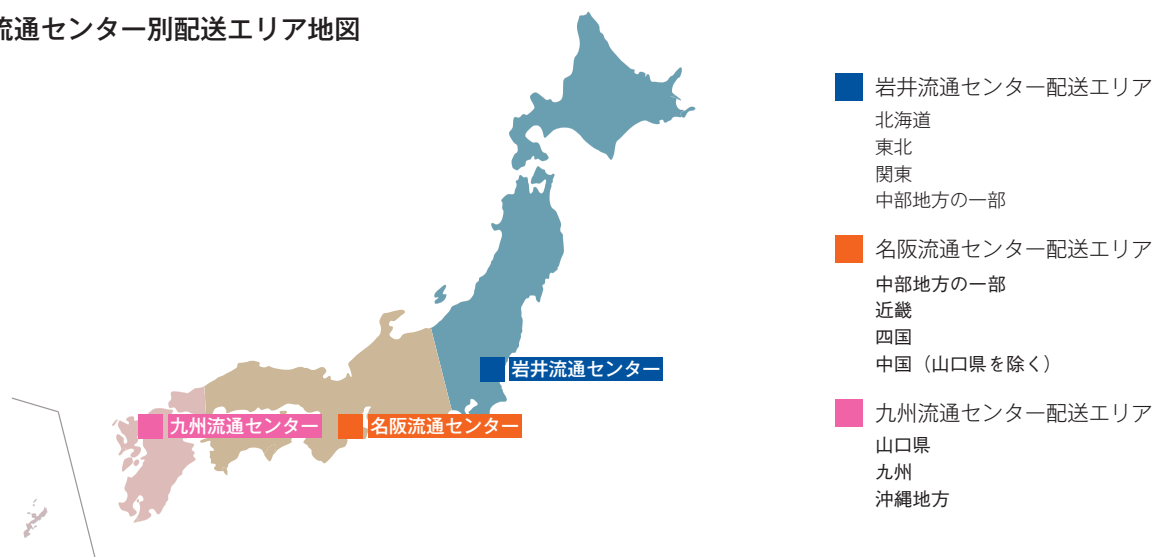 流通センター別配送エリア地図
岩井流通センター配送エリア
北海道
東北
関東
中部地方の一部
名阪流通センター配送エリア
中部地方の一部
近畿
四国
中国（山口県を除く）
九州流通センター配送エリア
山口県
九州
沖縄地方
岩井流通センター
九州流通センター
名阪流通センター